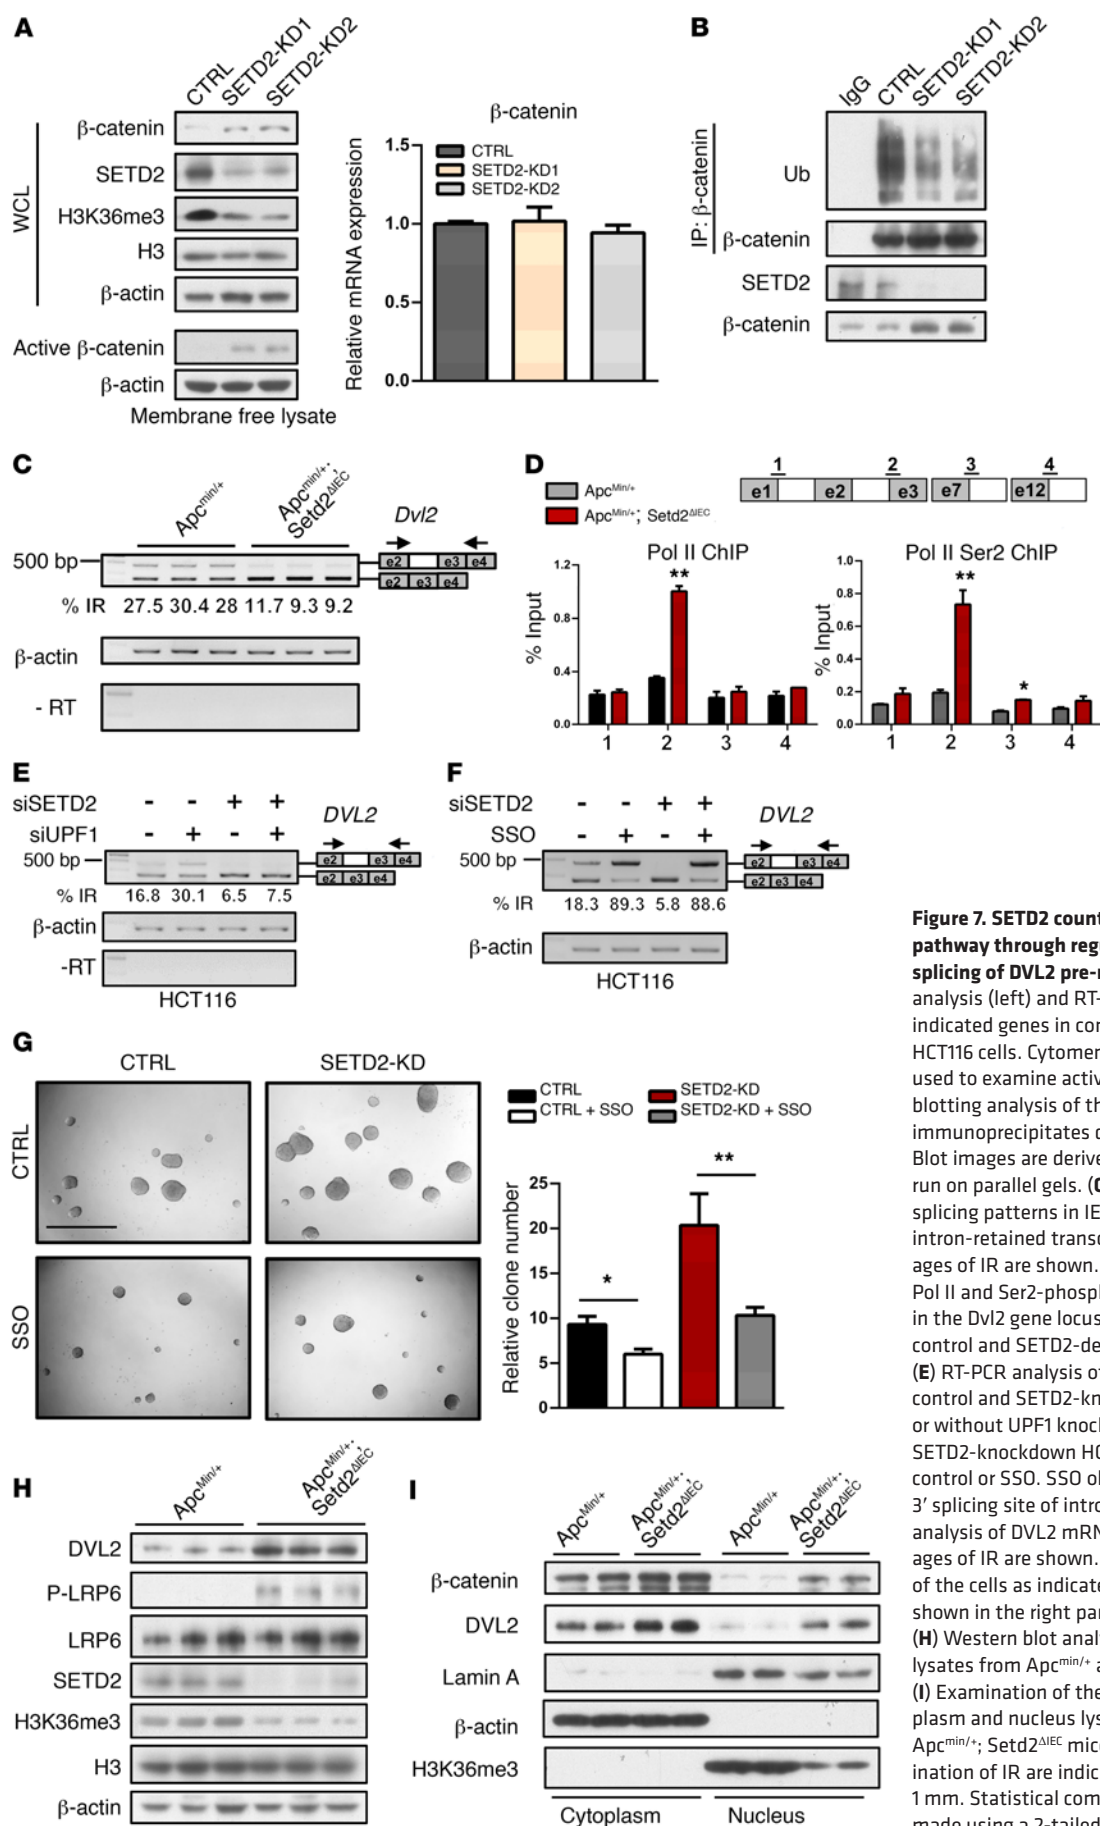 A
CTRL
SETD2-KD1
SETD2-KD2
WCL
β-catenin
SETD2
H3K36me3
H3
β-actin
Active β-catenin
β-actin
Membrane free lysate
β-catenin
Relative mRNA expression
1.5
1.0
0.5
0.0
CTRL
SETD2-KD1
SETD2-KD2
B
IgG
CTRL
SETD2-KD1
SETD2-KD2
IP: β-catenin
Ub
β-catenin
SETD2
β-catenin
C
Apcmin/+
Apcmin/+;
Setd2ΔIEC
Dvl2
500 bp
e2 e3 e4
e2 e3 e4
% IR 27.5 30.4 28 11.7 9.3 9.2
β-actin
- RT
D
ApcMin/+
ApcMin/+; Setd2ΔIEC
1 2 3 4
e1 e2 e3 e7 e12
Pol II ChIP
% Input
1.2
0.8
0.4
0.0
**
1 2 3 4
Pol II Ser2 ChIP
% Input
1.0
0.8
0.6
0.4
0.2
0.0
**
*
1 2 3 4
E
siSETD2 - - + +
siUPF1 - + - +
DVL2
500 bp
e2 e3 e4
e2 e3 e4
% IR 16.8 30.1 6.5 7.5
β-actin
-RT
HCT116
F
siSETD2 - - + +
SSO - + - +
DVL2
500 bp
e2 e3 e4
e2 e3 e4
% IR 18.3 89.3 5.8 88.6
β-actin
HCT116
G
CTRL
SETD2-KD
CTRL
SSO
CTRL
SETD2-KD
CTRL + SSO
SETD2-KD + SSO
Relative clone number
25
20
15
10
5
0
*
**
H
ApcMin/+
ApcMin/+;
Setd2ΔIEC
DVL2
P-LRP6
LRP6
SETD2
H3K36me3
H3
β-actin
I
ApcMin/+
ApcMin/+;
Setd2ΔIEC
ApcMin/+
ApcMin/+;
Setd2ΔIEC
β-catenin
DVL2
Lamin A
β-actin
H3K36me3
Cytoplasm
Nucleus
Figure 7. SETD2 count
pathway through regu
splicing of DVL2 pre-r
analysis (left) and RT-
indicated genes in con
HCT116 cells. Cytomer
used to examine activ
blotting analysis of th
immunoprecipitates o
Blot images are derive
run on parallel gels. (C
splicing patterns in IE
intron-retained transc
ages of IR are shown.
Pol II and Ser2-phosph
in the Dvl2 gene locus
control and SETD2-de
(E) RT-PCR analysis of
control and SETD2-kn
or without UPF1 knock
SETD2-knockdown HC
control or SSO. SSO ol
3′ splicing site of intro
analysis of DVL2 mRN
ages of IR are shown.
of the cells as indicate
shown in the right par
(H) Western blot analy
lysates from Apcmin/+ a
(I) Examination of the
plasm and nucleus lys
Apcmin/+; Setd2ΔIEC mice
ination of IR are indic
1 mm. Statistical com
made using a 2-tailed